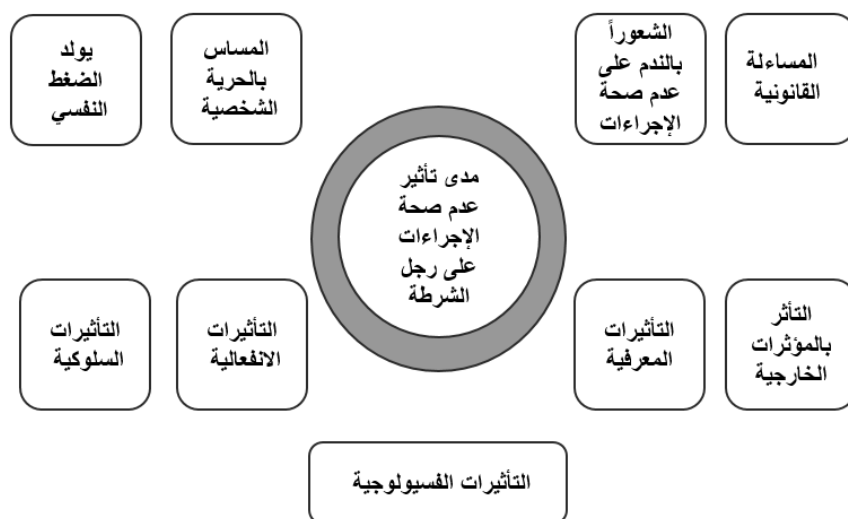 المساءلة
القانونية
الشعوراً
بالندم على
عدم صحة
الإجراءات
المساس
بالحرية
الشخصية
يولد
الضغط
النفسي
مدى تأثير
عدم صحة
الإجراءات
على رجل
الشرطة
التأثر
بالمؤثرات
الخارجية
التأثيرات
المعرفية
التأثيرات
الانفعالية
التأثيرات
السلوكية
التأثيرات الفسيولوجية